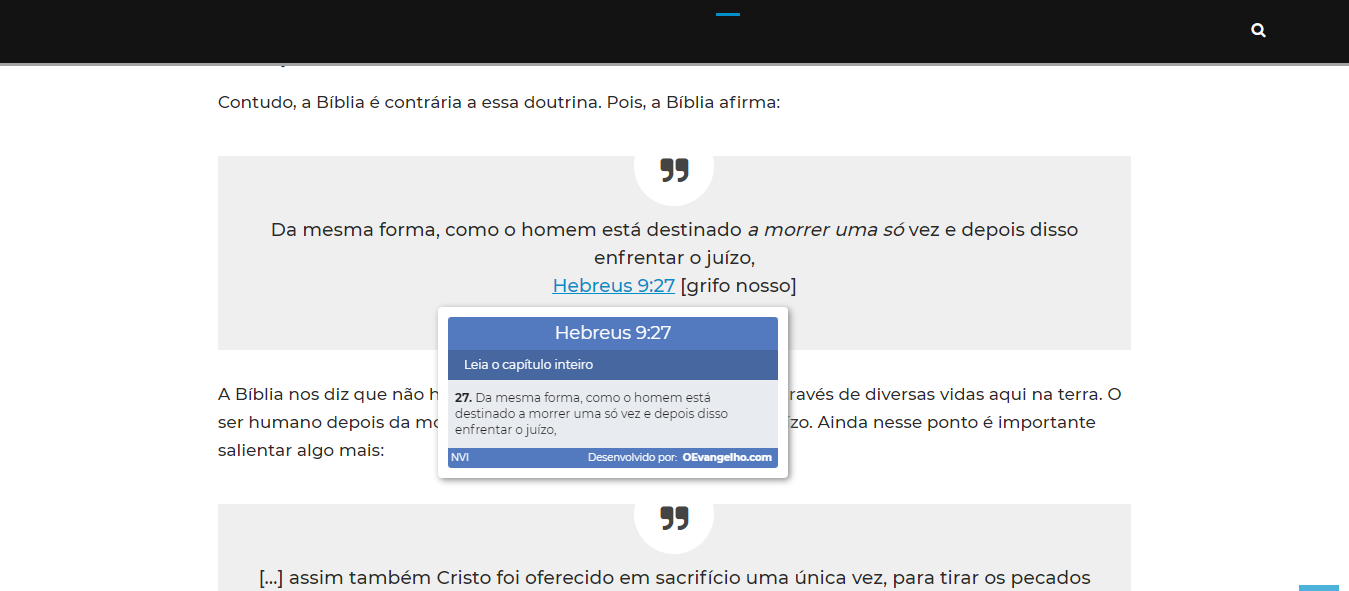 Contudo, a Bíblia é contrária a essa doutrina. Pois, a Bíblia afirma:
Da mesma forma, como o homem está destinado a morrer uma só vez e depois disso
enfrentar o juízo,
Hebreus 9:27 [grifo nosso]
Hebreus 9:27
Leia o capítulo inteiro
27. Da mesma forma, como o homem está
destinado a morrer uma só vez e depois disso
enfrentar o juízo,
NVI Desenvolvido por: OEvangelho.com
A Bíblia nos diz que não ravés de diversas vidas aqui na terra. O
ser humano depois da zo. Ainda nesse ponto é importante
salientar algo mais:
[...] assim também Cristo foi oferecido em sacrifício uma única vez, para tirar os pecados